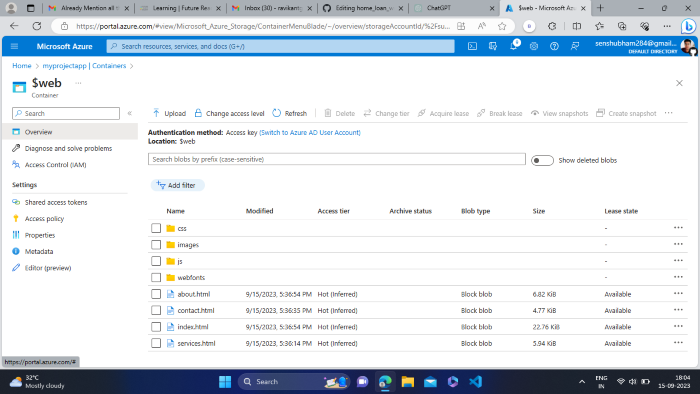 Already Mention all t
Learning | Future Rea
Inbox (30) - ravikant
Editing home_loan_
ChatGPT
$web - Microsoft Az
https://portal.azure.com/#view/Microsoft_Azure_Storage/ContainerMenuBlade/~/overview/storageAccountId/%2Fsu...
Microsoft Azure
Search resources, services, and docs (G+/)
1
senshubham284@gmail...
DEFAULT DIRECTORY
Home > myprojectapp | Containers >
$web ...
Container
Search
«
Overview
Diagnose and solve problems
Access Control (IAM)
Settings
Shared access tokens
Access policy
Properties
Metadata
Editor (preview)
Upload Change access level Refresh Delete Change tier Acquire lease Break lease View snapshots Create snapshot ...
Authentication method: Access key (Switch to Azure AD User Account)
Location: $web
Search blobs by prefix (case-sensitive)
Show deleted blobs
Add filter
Name Modified Access tier Archive status Blob type Size Lease state
css - ...
images - ...
js - ...
webfonts - ...
about.html 9/15/2023, 5:36:54 PM Hot (Inferred) Block blob 6.82 KiB Available ...
contact.html 9/15/2023, 5:36:35 PM Hot (Inferred) Block blob 4.77 KiB Available ...
index.html 9/15/2023, 5:36:54 PM Hot (Inferred) Block blob 22.76 KiB Available ...
services.html 9/15/2023, 5:36:14 PM Hot (Inferred) Block blob 5.94 KiB Available ...
https://portal.azure.com/#
32°C
Mostly cloudy
Search
ENG
IN
18:04
15-09-2023